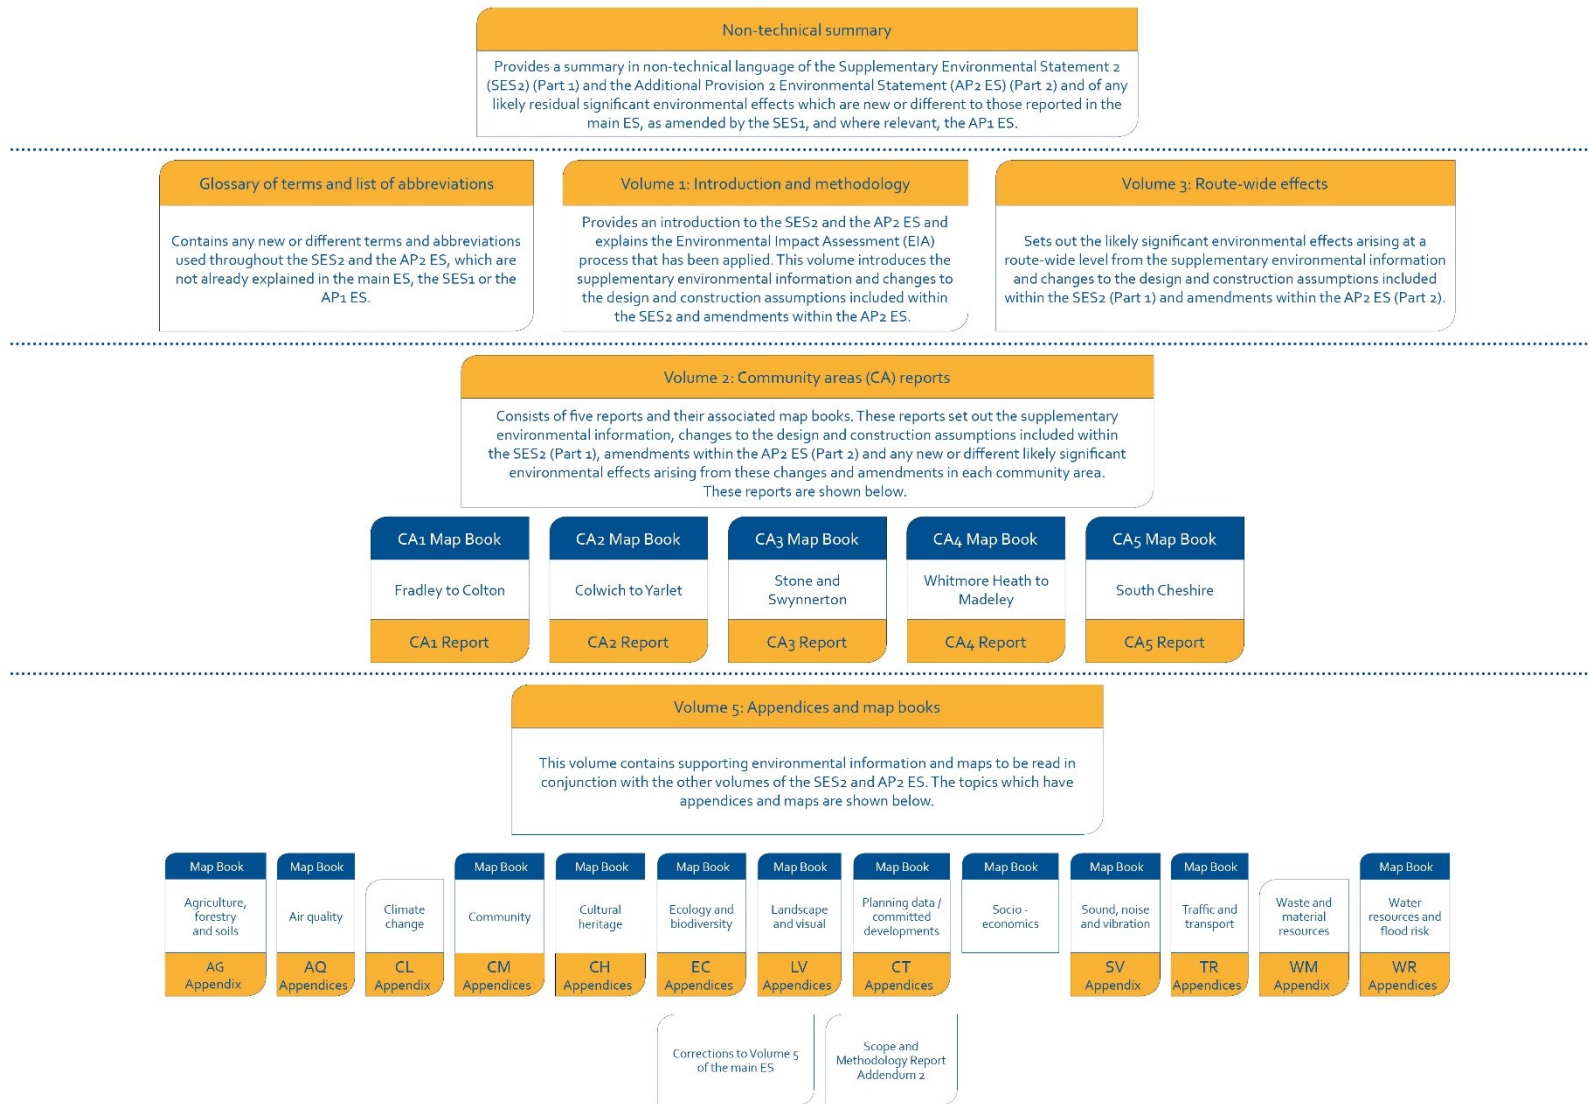 Non-technical summary
Provides a summary in non-technical language of the Supplementary Environmental Statement 2
(SES2) (Part 1) and the Additional Provision 2 Environmental Statement (AP2 ES) (Part 2) and of any
likely residual significant environmental effects which are new or different to those reported in the
main ES, as amended by the SES1, and where relevant, the AP1 ES.
Glossary of terms and list of abbreviations
Contains any new or different terms and abbreviations
used throughout the SES2 and the AP2 ES, which are
not already explained in the main ES, the SES1 or the
AP1 ES.
Volume 1: Introduction and methodology
Provides an introduction to the SES2 and the AP2 ES and
explains the Environmental Impact Assessment (EIA)
process that has been applied. This volume introduces the
supplementary environmental information and changes to
the design and construction assumptions included within
the SES2 and amendments within the AP2 ES.
Volume 3: Route-wide effects
Sets out the likely significant environmental effects arising at a
route-wide level from the supplementary environmental information
and changes to the design and construction assumptions included
within the SES2 (Part 1) and amendments within the AP2 ES (Part 2).
Volume 2: Community areas (CA) reports
Consists of five reports and their associated map books. These reports set out the supplementary
environmental information, changes to the design and construction assumptions included within
the SES2 (Part 1), amendments within the AP2 ES (Part 2) and any new or different likely significant
environmental effects arising from these changes and amendments in each community area.
These reports are shown below.
CA1 Map Book
Fradley to Colton
CA1 Report
CA2 Map Book
Colwich to Yarlet
CA2 Report
CA3 Map Book
Stone and
Swynnerton
CA3 Report
CA4 Map Book
Whitmore Heath to
Madeley
CA4 Report
CA5 Map Book
South Cheshire
CA5 Report
Volume 5: Appendices and map books
This volume contains supporting environmental information and maps to be read in
conjunction with the other volumes of the SES2 and AP2 ES. The topics which have
appendices and maps are shown below.
Map Book
Agriculture,
forestry
and soils
AG
Appendix
Map Book
Air quality
AQ
Appendices
Climate
change
CL
Appendix
Map Book
Community
CM
Appendices
Map Book
Cultural
heritage
CH
Appendices
Map Book
Ecology and
biodiversity
EC
Appendices
Map Book
Landscape
and visual
LV
Appendices
Map Book
Planning data /
committed
developments
CT
Appendices
Map Book
Socio -
economics
Map Book
Sound, noise
and vibration
SV
Appendix
Map Book
Traffic and
transport
TR
Appendices
Waste and
material
resources
WM
Appendix
Map Book
Water
resources and
flood risk
WR
Appendices
Corrections to Volume 5
of the main ES
Scope and
Methodology Report
Addendum 2